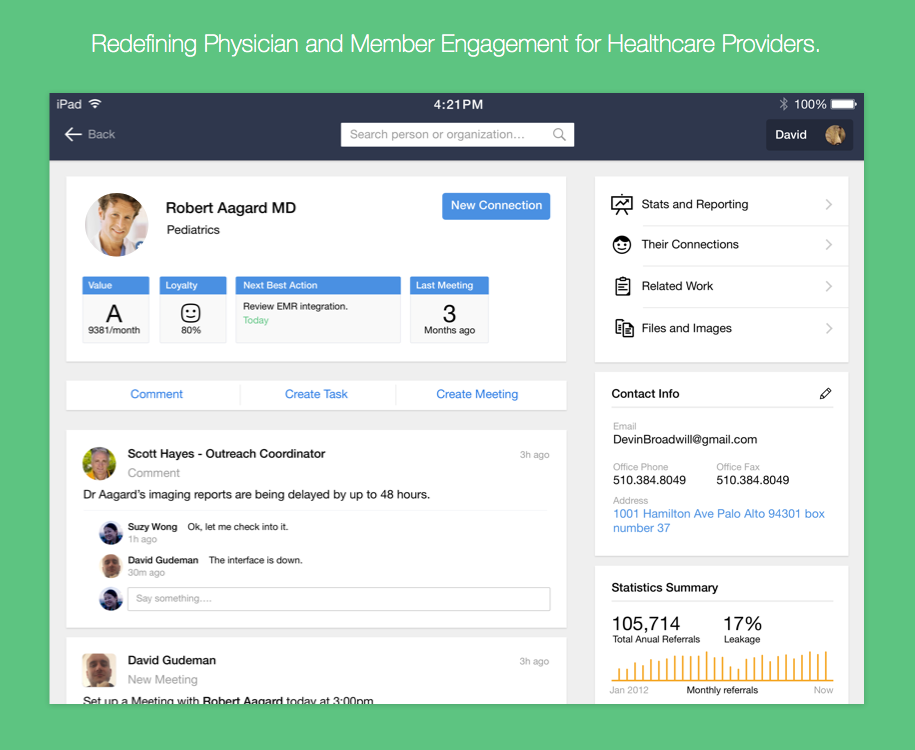 Redefining Physician and Member Engagement for Healthcare Providers.
iPad
4:21PM
100%
Back
Search person or organization...
David
Robert Aagard MD
Pediatrics
New Connection
Value
A
9381/month
Loyalty
80%
Next Best Action
Review EMR integration.
Today
Last Meeting
3
Months ago
Comment
Create Task
Create Meeting
Scott Hayes - Outreach Coordinator
3h ago
Comment
Dr Aagard's imaging reports are being delayed by up to 48 hours.
Suzy Wong Ok, let me check into it.
1h ago
David Gudeman The interface is down.
30m ago
Say something....
David Gudeman
3h ago
New Meeting
Set up a Meeting with Robert Aagard today at 3:00pm
Stats and Reporting
Their Connections
Related Work
Files and Images
Contact Info
Email
DevinBroadwill@gmail.com
Office Phone
510.384.8049
Office Fax
510.384.8049
Address
1001 Hamilton Ave Palo Alto 94301 box
number 37
Statistics Summary
105,714
Total Anual Referrals
17%
Leakage
Jan 2012
Monthly referrals
Now